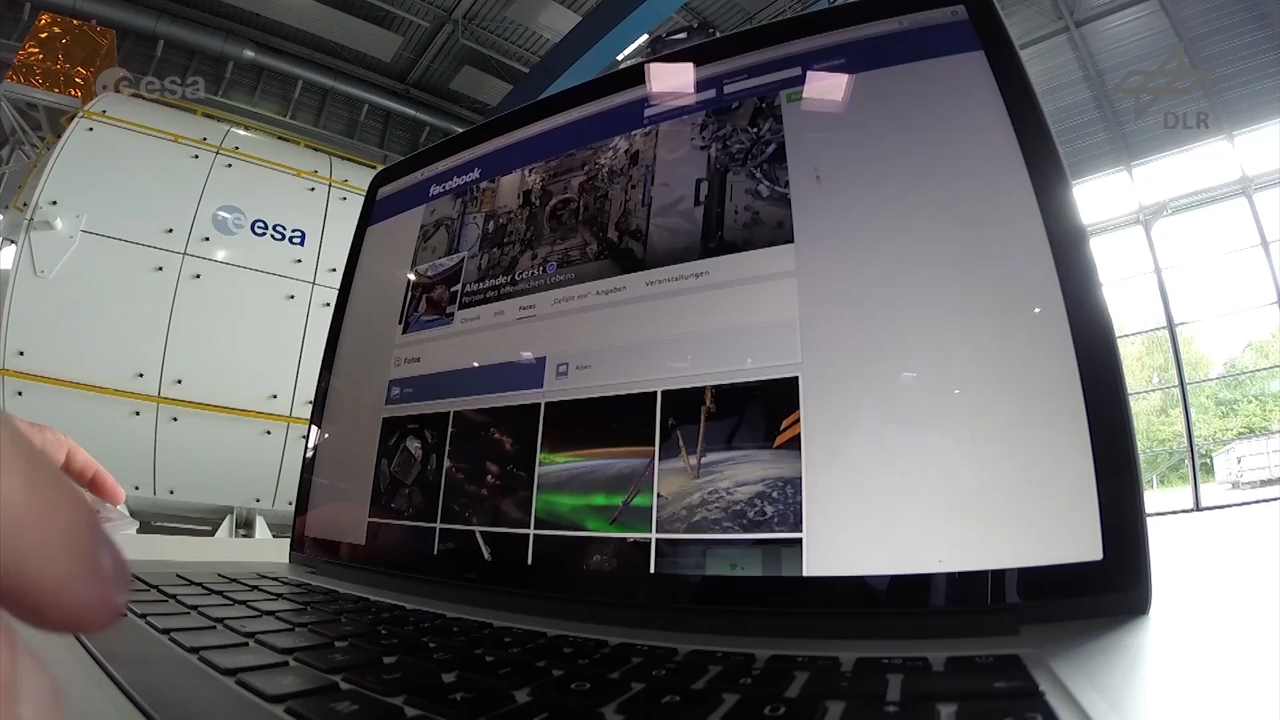 esa
DLR
esa
facebook
Alexander Gerst
Person des öffentlichen Lebens
Chronik Info Fotos „Gefällt mir“-Angaben Veranstaltungen
Fotos
Alben